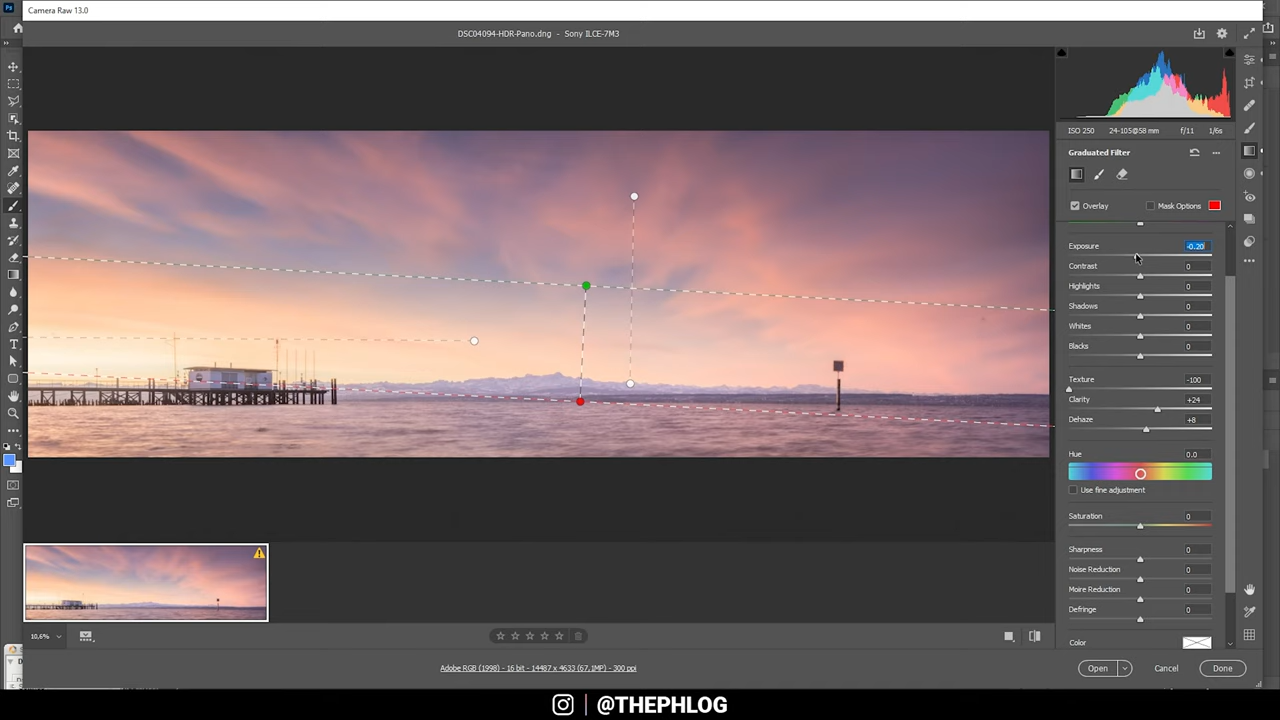 Ps
Camera Raw 13.0
DSC04094-HDR-Pano.dng - Sony ILCE-7M3
ISO 250 24-105@58 mm f/11 1/6s
Graduated Filter
Overlay Mask Options
Exposure -0.20
Contrast 0
Highlights 0
Shadows 0
Whites 0
Blacks 0
Texture -100
Clarity +24
Dehaze +8
Hue 0.0
Use fine adjustment
Saturation 0
Sharpness 0
Noise Reduction 0
Moire Reduction 0
Defringe 0
Color
10,6%
Adobe RGB (1998) - 16 bit - 14487 x 4633 (67,1MP) - 300 ppi
Open Cancel Done
@THEPHLOG